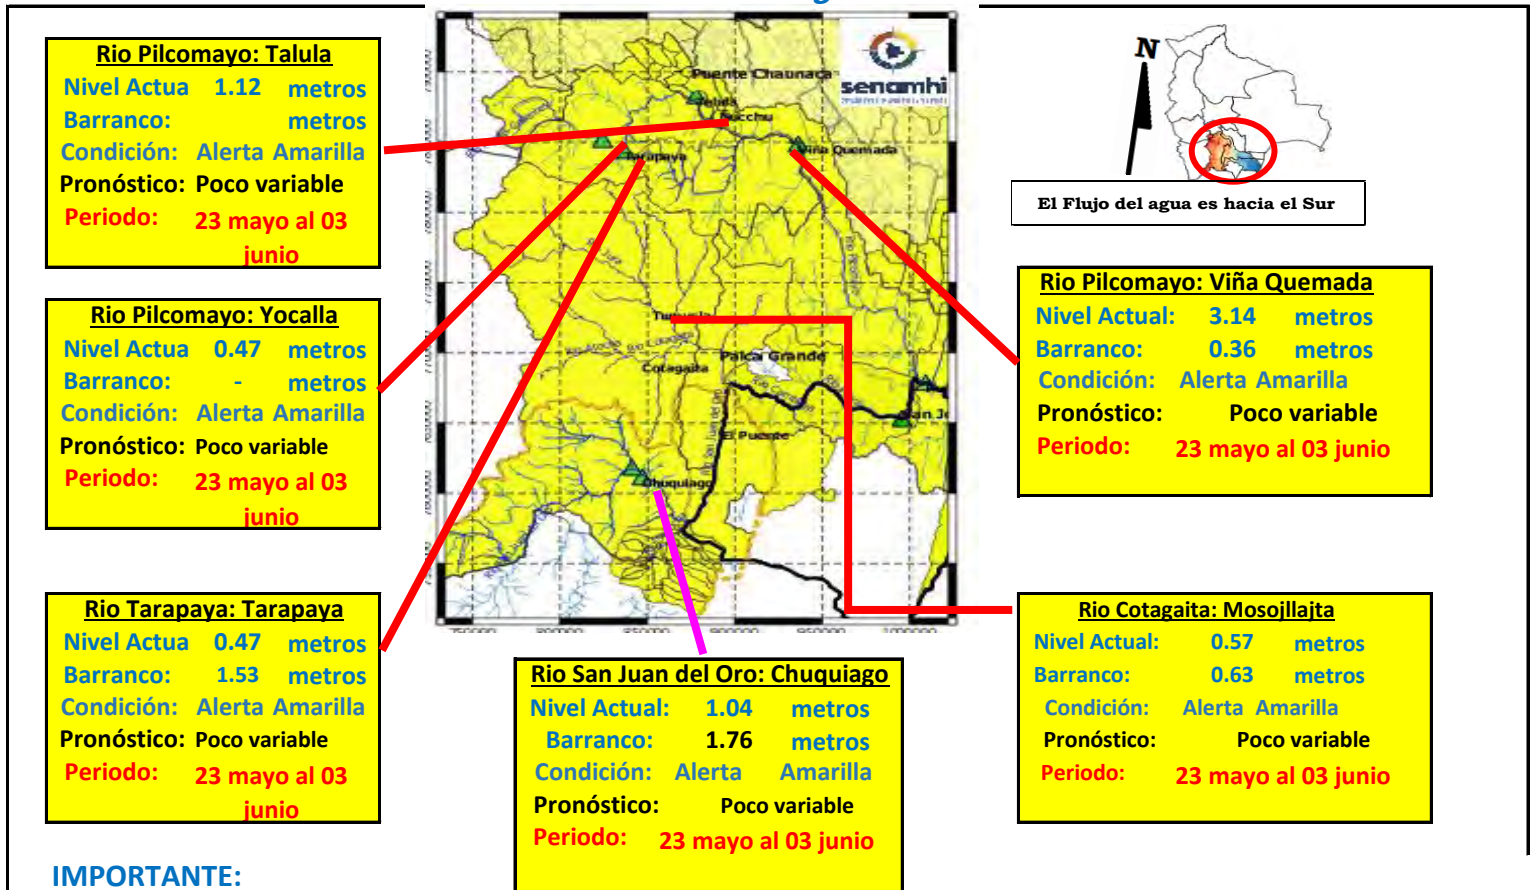 Rio Pilcomayo: Talula
Nivel Actua 1.12 metros
Barranco: metros
Condición: Alerta Amarilla
Pronóstico: Poco variable
Periodo: 23 mayo al 03
junio
Rio Pilcomayo: Yocalla
Nivel Actua 0.47 metros
Barranco: - metros
Condición: Alerta Amarilla
Pronóstico: Poco variable
Periodo: 23 mayo al 03
junio
Rio Tarapaya: Tarapaya
Nivel Actua 0.47 metros
Barranco: 1.53 metros
Condición: Alerta Amarilla
Pronóstico: Poco variable
Periodo: 23 mayo al 03
junio
IMPORTANTE:
senamhi
Puente Chaunaca
Talula
Viña Quemada
Tarapaya
Palca Grande
Cotagaita
El Puente
Chuquiago
750000 800000 850000 900000 950000 1000000
Rio San Juan del Oro: Chuquiago
Nivel Actual: 1.04 metros
Barranco: 1.76 metros
Condición: Alerta Amarilla
Pronóstico: Poco variable
Periodo: 23 mayo al 03 junio
N
El Flujo del agua es hacia el Sur
Rio Pilcomayo: Viña Quemada
Nivel Actual: 3.14 metros
Barranco: 0.36 metros
Condición: Alerta Amarilla
Pronóstico: Poco variable
Periodo: 23 mayo al 03 junio
Rio Cotagaita: Mosojllajta
Nivel Actual: 0.57 metros
Barranco: 0.63 metros
Condición: Alerta Amarilla
Pronóstico: Poco variable
Periodo: 23 mayo al 03 junio